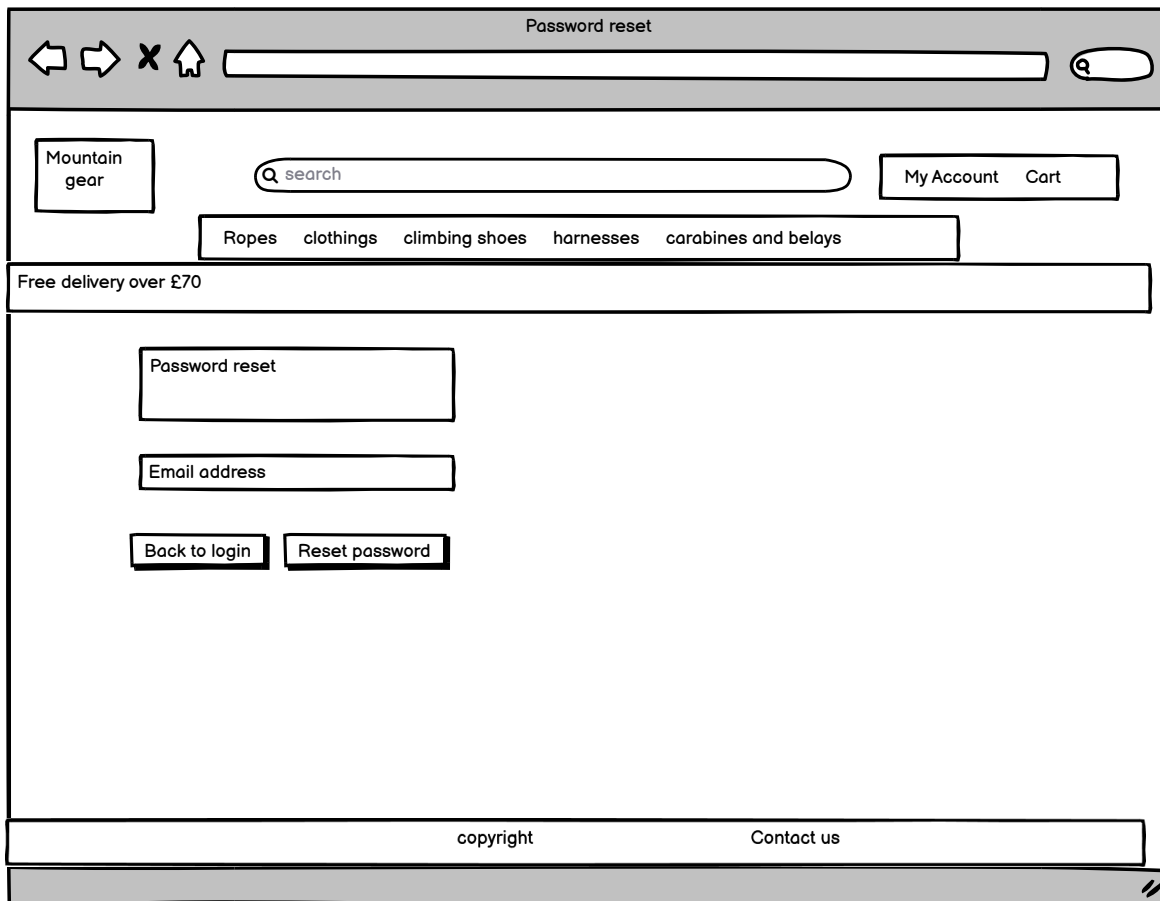 Password reset
Mountain
gear
search
My Account Cart
Ropes clothings climbing shoes harnesses carabines and belays
Free delivery over £70
Password reset
Email address
Back to login Reset password
copyright Contact us